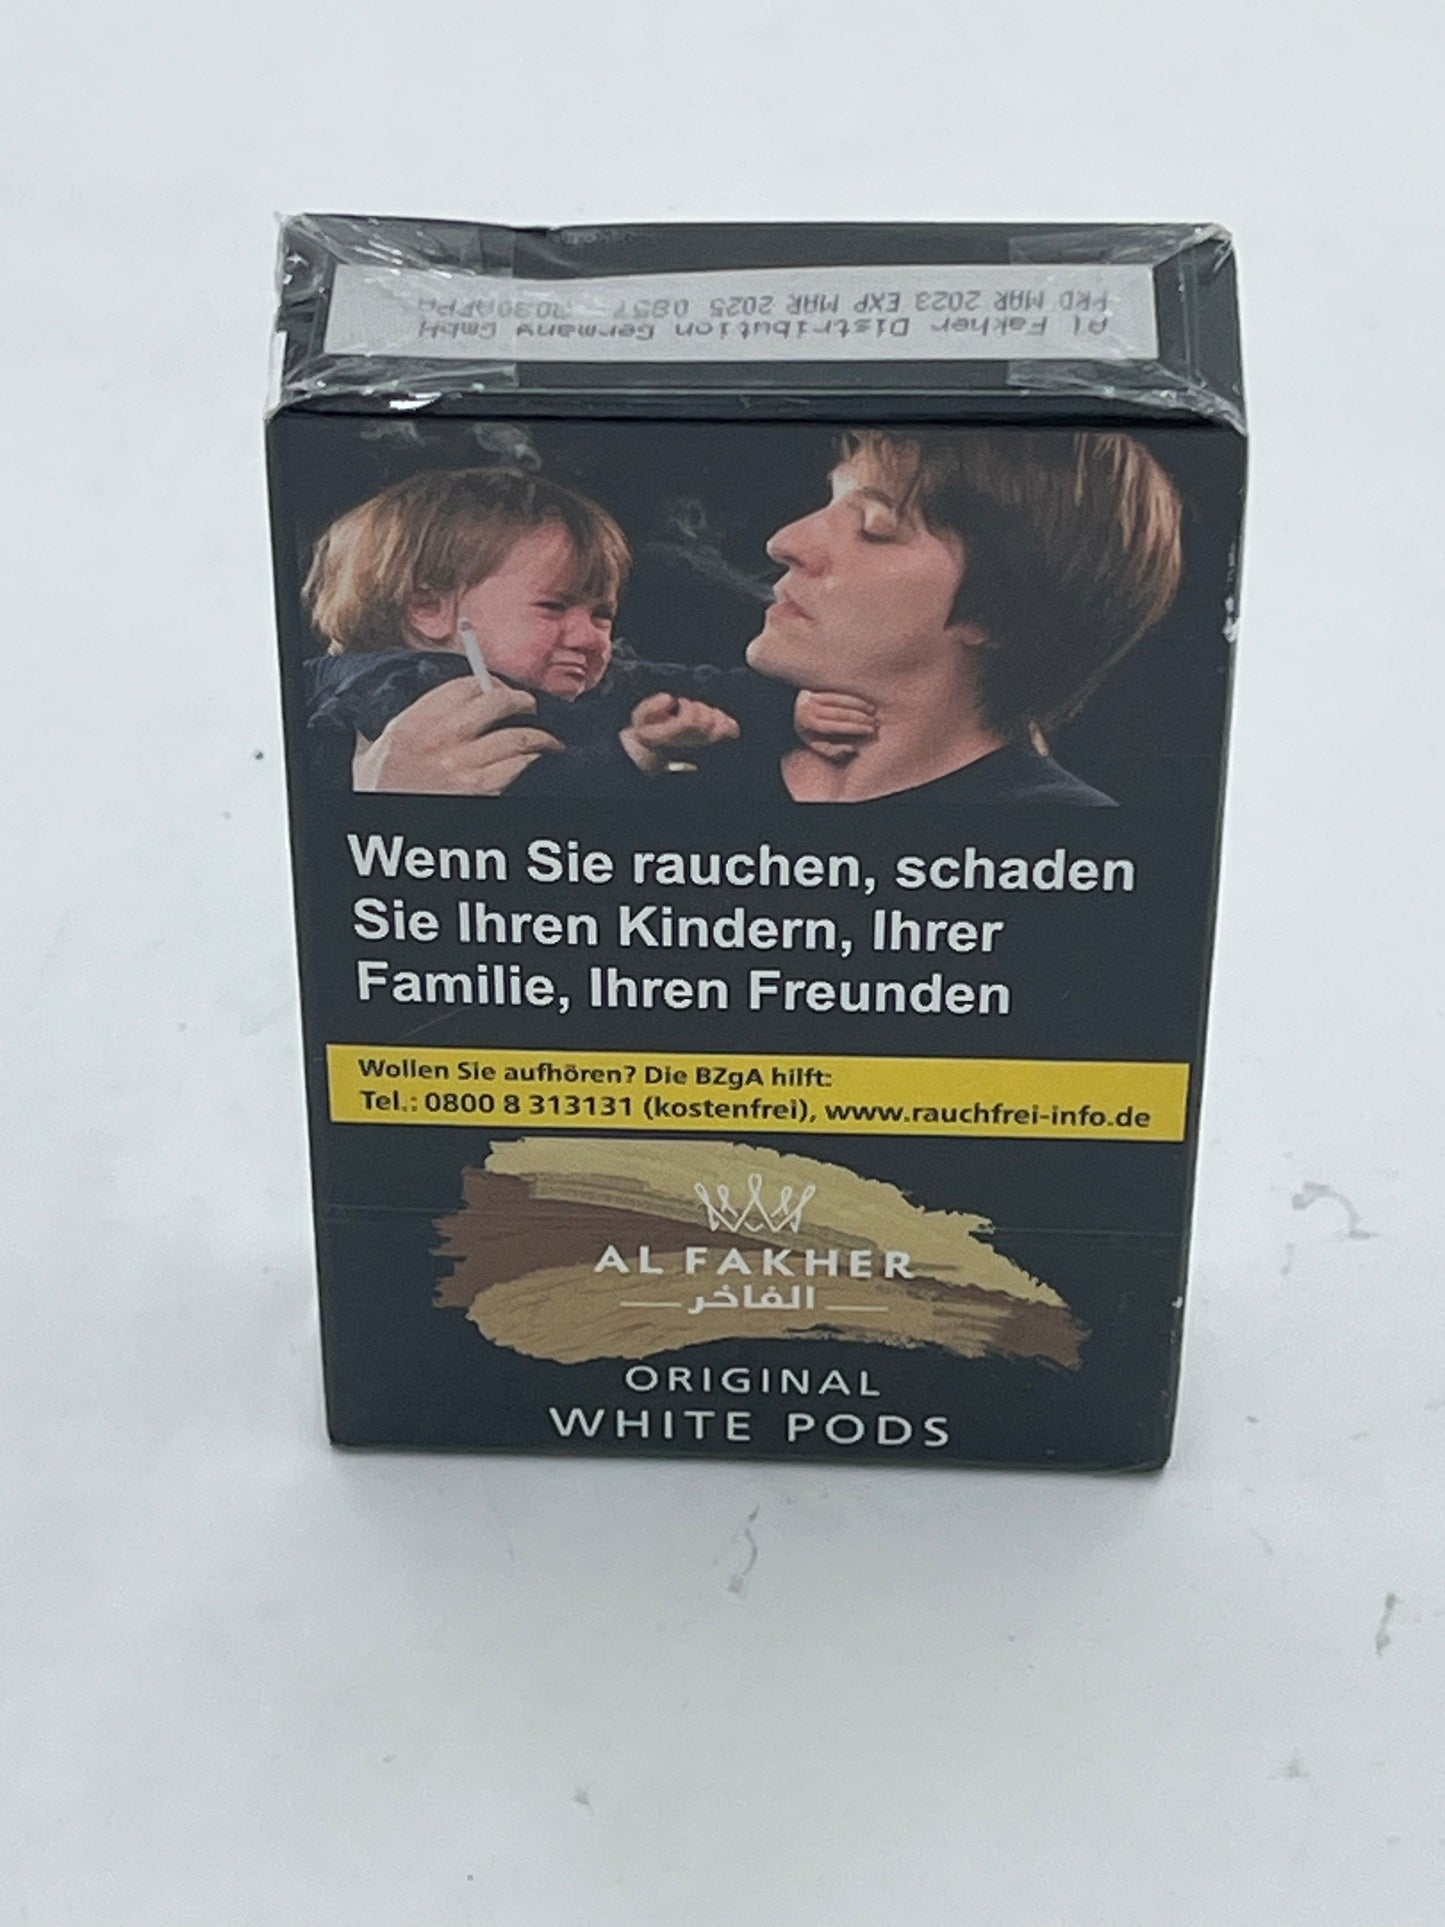 Al Fakher Distribution Germany GmbH
PRD MAR 2023 EXP MAR 2025
Wenn Sie rauchen, schaden
Sie Ihren Kindern, Ihrer
Familie, Ihren Freunden
Wollen Sie aufhören? Die BZgA hilft:
Tel.: 0800 8 313131 (kostenfrei), www.rauchfrei-info.de
AL FAKHER
الفاخر
ORIGINAL
WHITE PODS